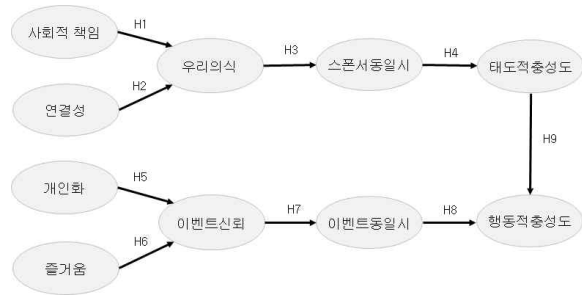 사회적 책임
H1
우리의식
H3
스폰서동일시
H4
태도적충성도
H2
연결성
H9
개인화
H5
이벤트신뢰
H7
이벤트동일시
H8
행동적충성도
H6
즐거움